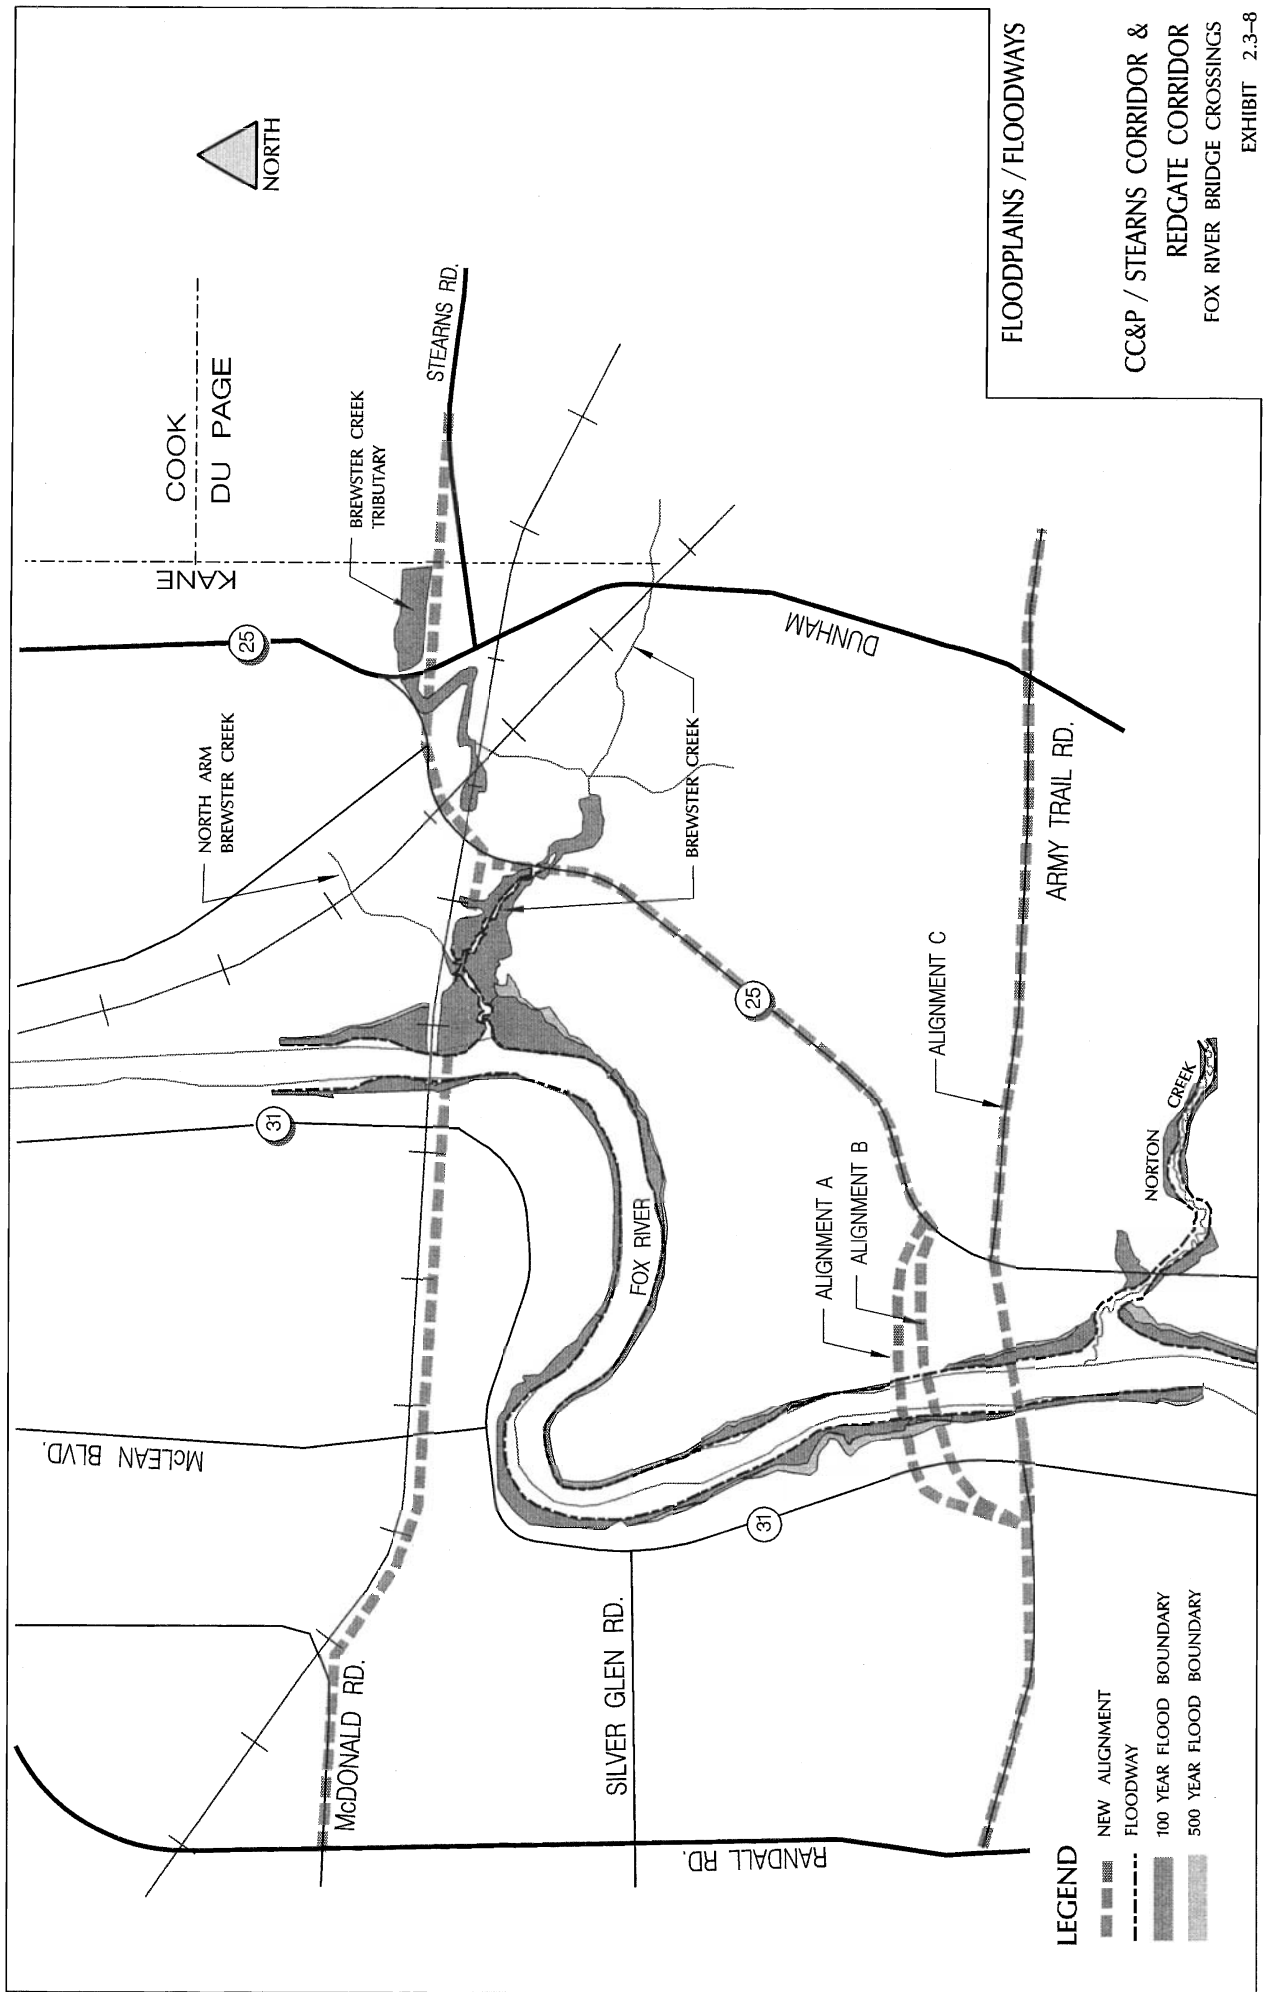 FLOODPLAINS / FLOODWAYS
CC&P / STEARNS CORRIDOR &
REDGATE CORRIDOR
FOX RIVER BRIDGE CROSSINGS
EXHIBIT 2.3-8
NORTH
COOK
DU PAGE
KANE
STEARNS RD.
BREWSTER CREEK
TRIBUTARY
25
NORTH ARM
BREWSTER CREEK
DUNHAM
BREWSTER CREEK
ARMY TRAIL RD.
31
25
ALIGNMENT C
FOX RIVER
ALIGNMENT A
ALIGNMENT B
NORTON
CREEK
McLEAN BLVD.
31
McDONALD RD.
SILVER GLEN RD.
RANDALL RD.
LEGEND
NEW ALIGNMENT
FLOODWAY
100 YEAR FLOOD BOUNDARY
500 YEAR FLOOD BOUNDARY